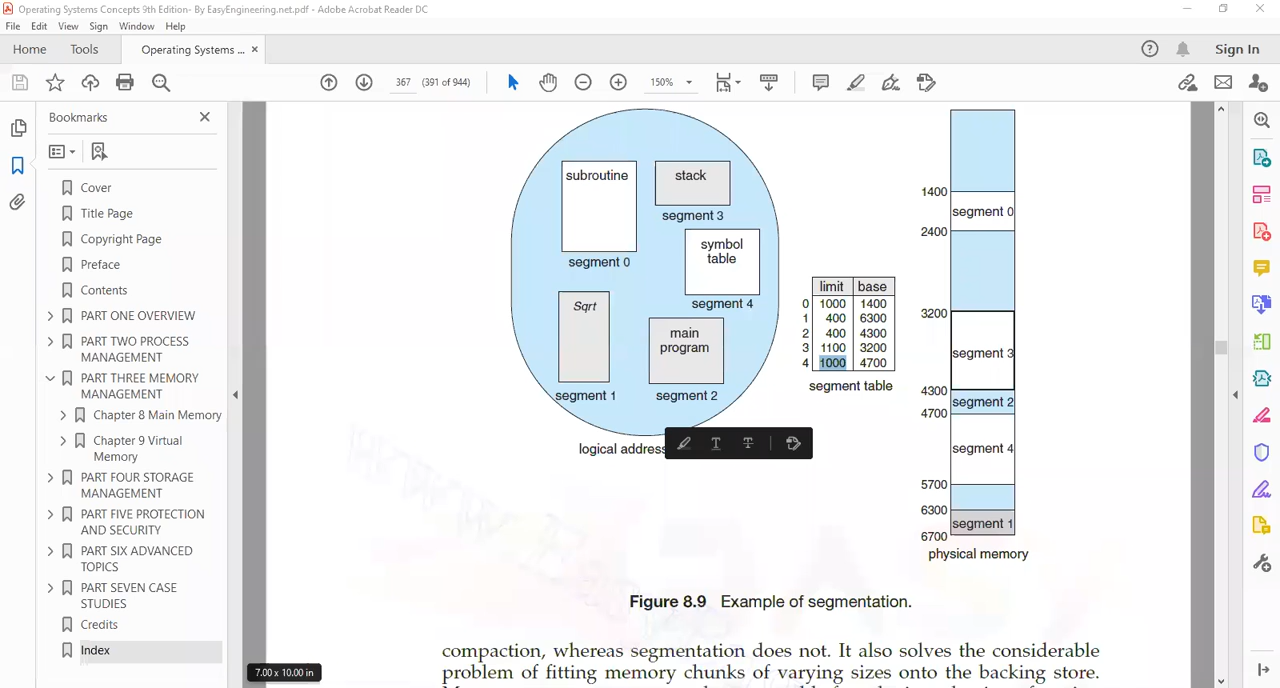 Operating Systems Concepts 9th Edition- By EasyEngineering.net.pdf - Adobe Acrobat Reader DC
File Edit View Sign Window Help
Home Tools Operating Systems ... ×
Sign In
367 (391 of 944) 150%
Bookmarks
Cover
Title Page
Copyright Page
Preface
Contents
PART ONE OVERVIEW
PART TWO PROCESS
MANAGEMENT
PART THREE MEMORY
MANAGEMENT
Chapter 8 Main Memory
Chapter 9 Virtual
Memory
PART FOUR STORAGE
MANAGEMENT
PART FIVE PROTECTION
AND SECURITY
PART SIX ADVANCED
TOPICS
PART SEVEN CASE
STUDIES
Credits
Index
7.00 x 10.00 in
subroutine
segment 0
stack
segment 3
symbol
table
segment 4
Sqrt
segment 1
main
program
segment 2
logical address
limit base
0 1000 1400
1 400 6300
2 400 4300
3 1100 3200
4 1000 4700
segment table
1400
segment 0
2400
3200
segment 3
4300
segment 2
4700
segment 4
5700
6300
segment 1
6700
physical memory
Figure 8.9 Example of segmentation.
compaction, whereas segmentation does not. It also solves the considerable
problem of fitting memory chunks of varying sizes onto the backing store.